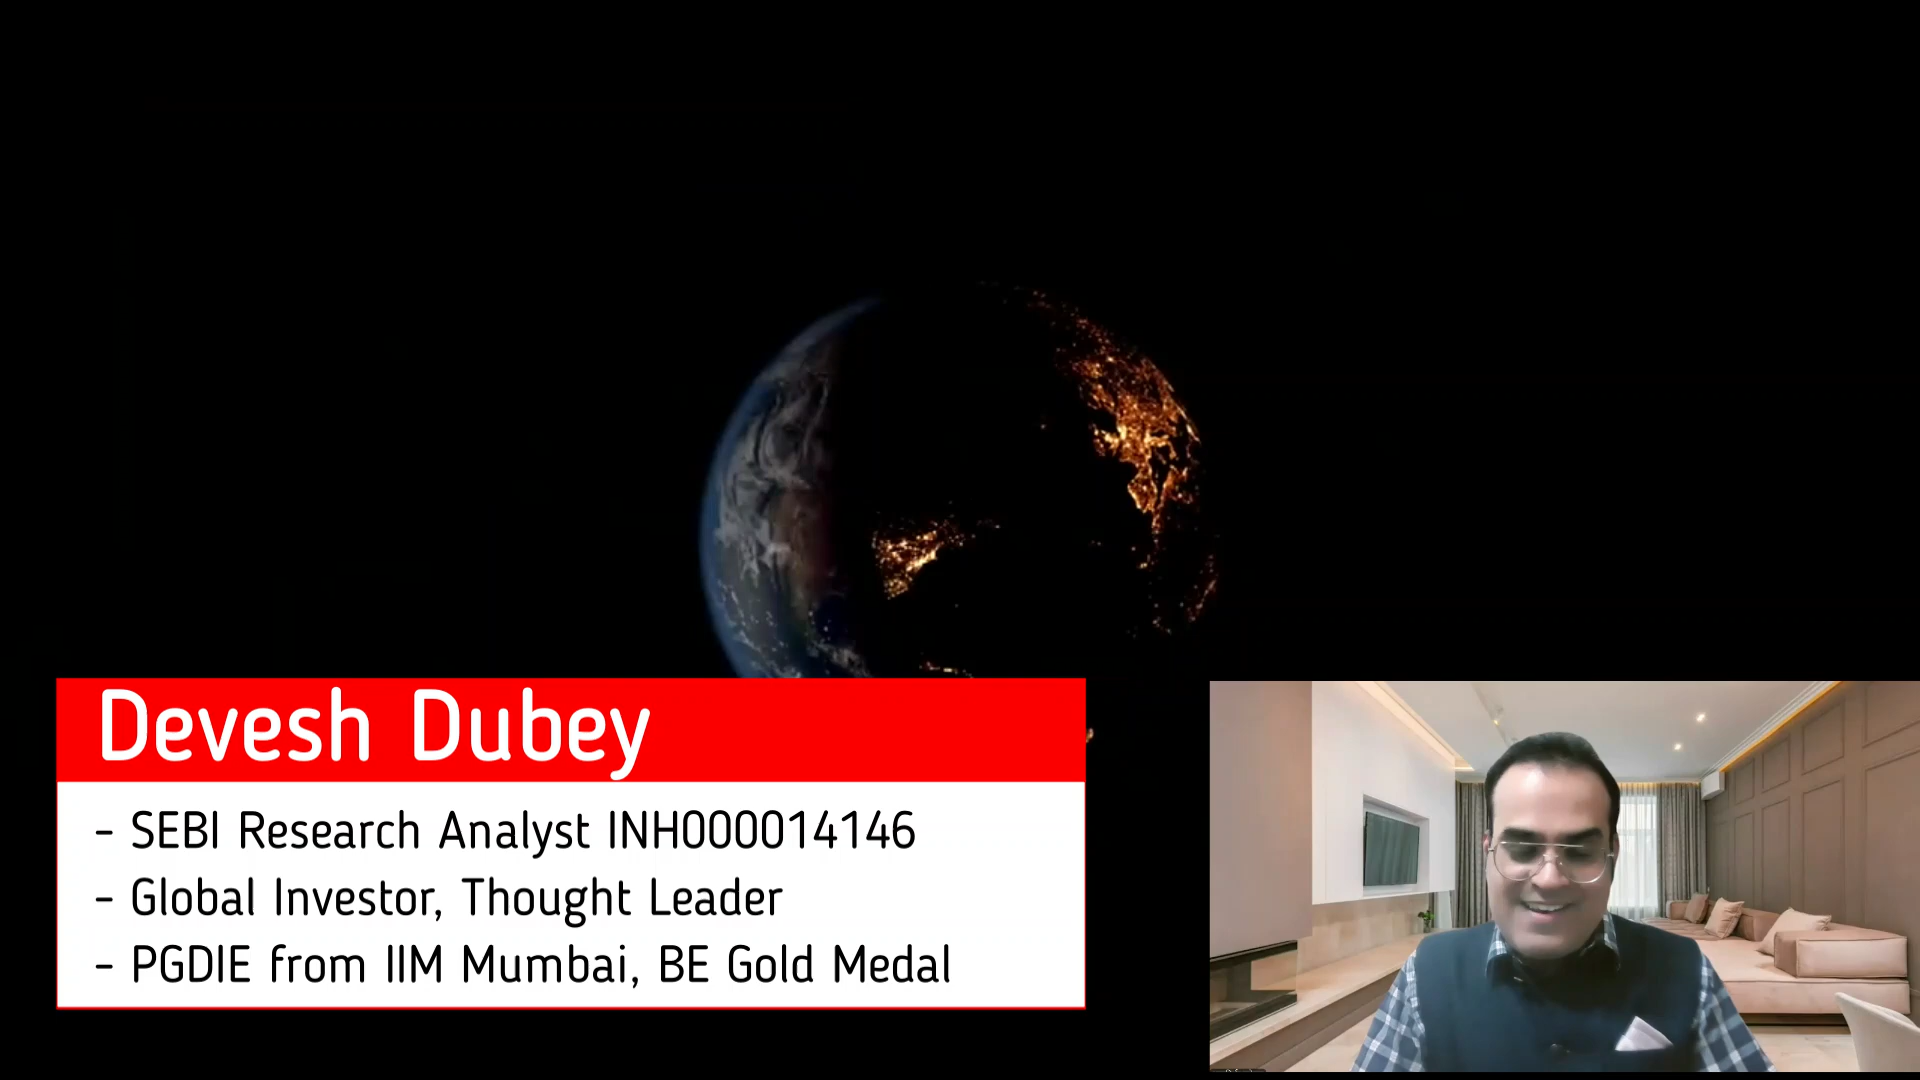 Devesh Dubey
- SEBI Research Analyst INH000014146
- Global Investor, Thought Leader
- PGDIE from IIM Mumbai, BE Gold Medal